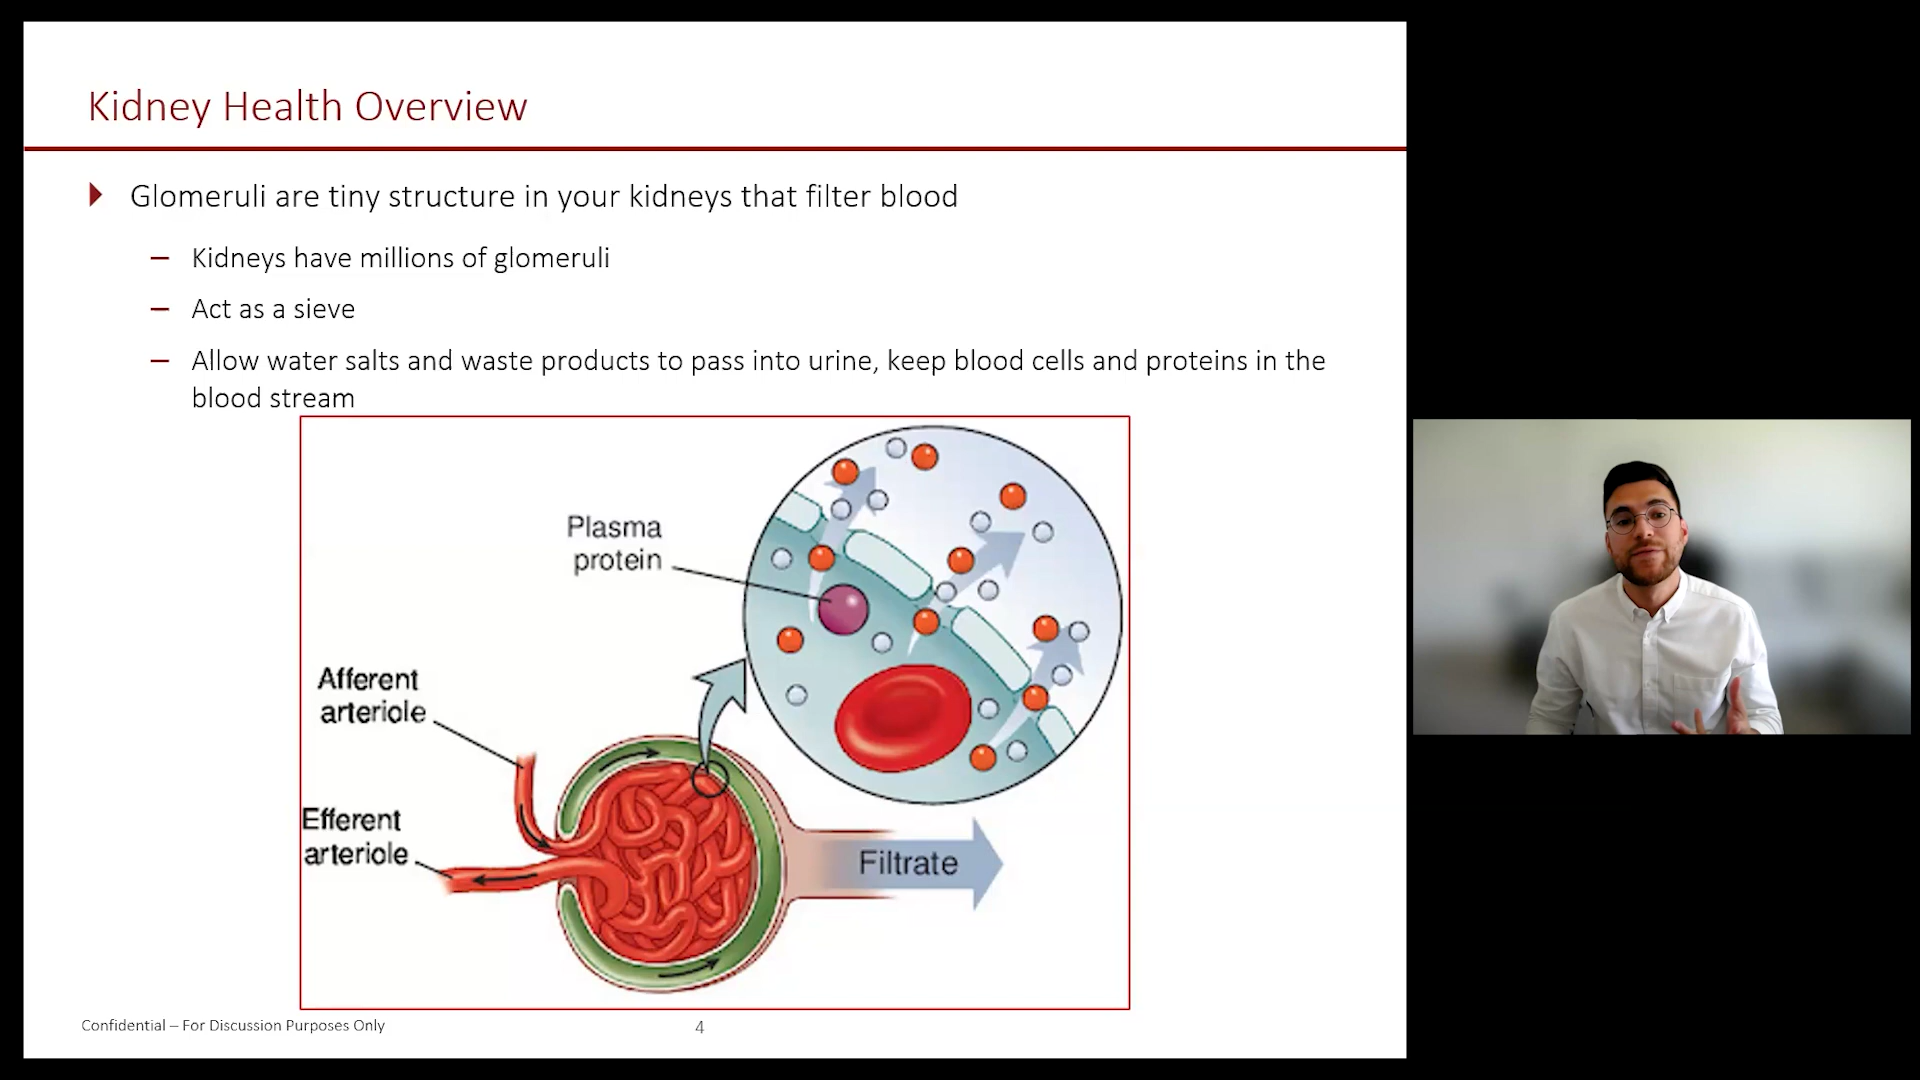 Kidney Health Overview
Glomeruli are tiny structure in your kidneys that filter blood
– Kidneys have millions of glomeruli
– Act as a sieve
– Allow water salts and waste products to pass into urine, keep blood cells and proteins in the
blood stream
Plasma
protein
Afferent
arteriole
Efferent
arteriole
Filtrate
Confidential – For Discussion Purposes Only
4